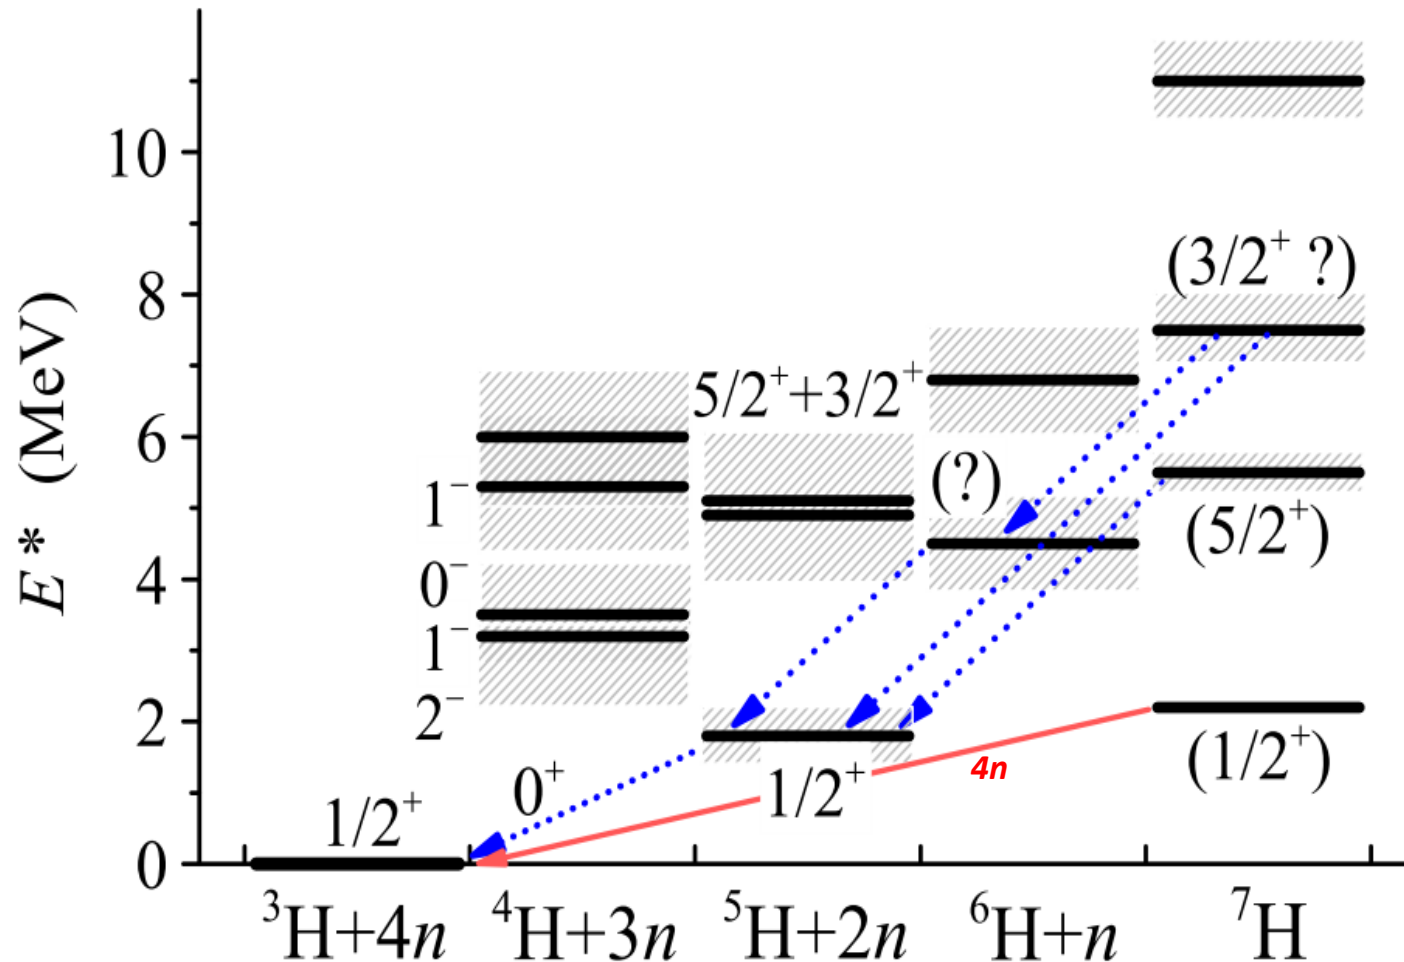 E* (MeV)
10
8
6
4
2
0
(3/2⁺ ?)
5/2⁺+3/2⁺
(?)
1⁻
(5/2⁺)
0⁻
1⁻
2⁻
(1/2⁺)
4n
0⁺
1/2⁺
1/2⁺
³H+4n
⁴H+3n
⁵H+2n
⁶H+n
⁷H